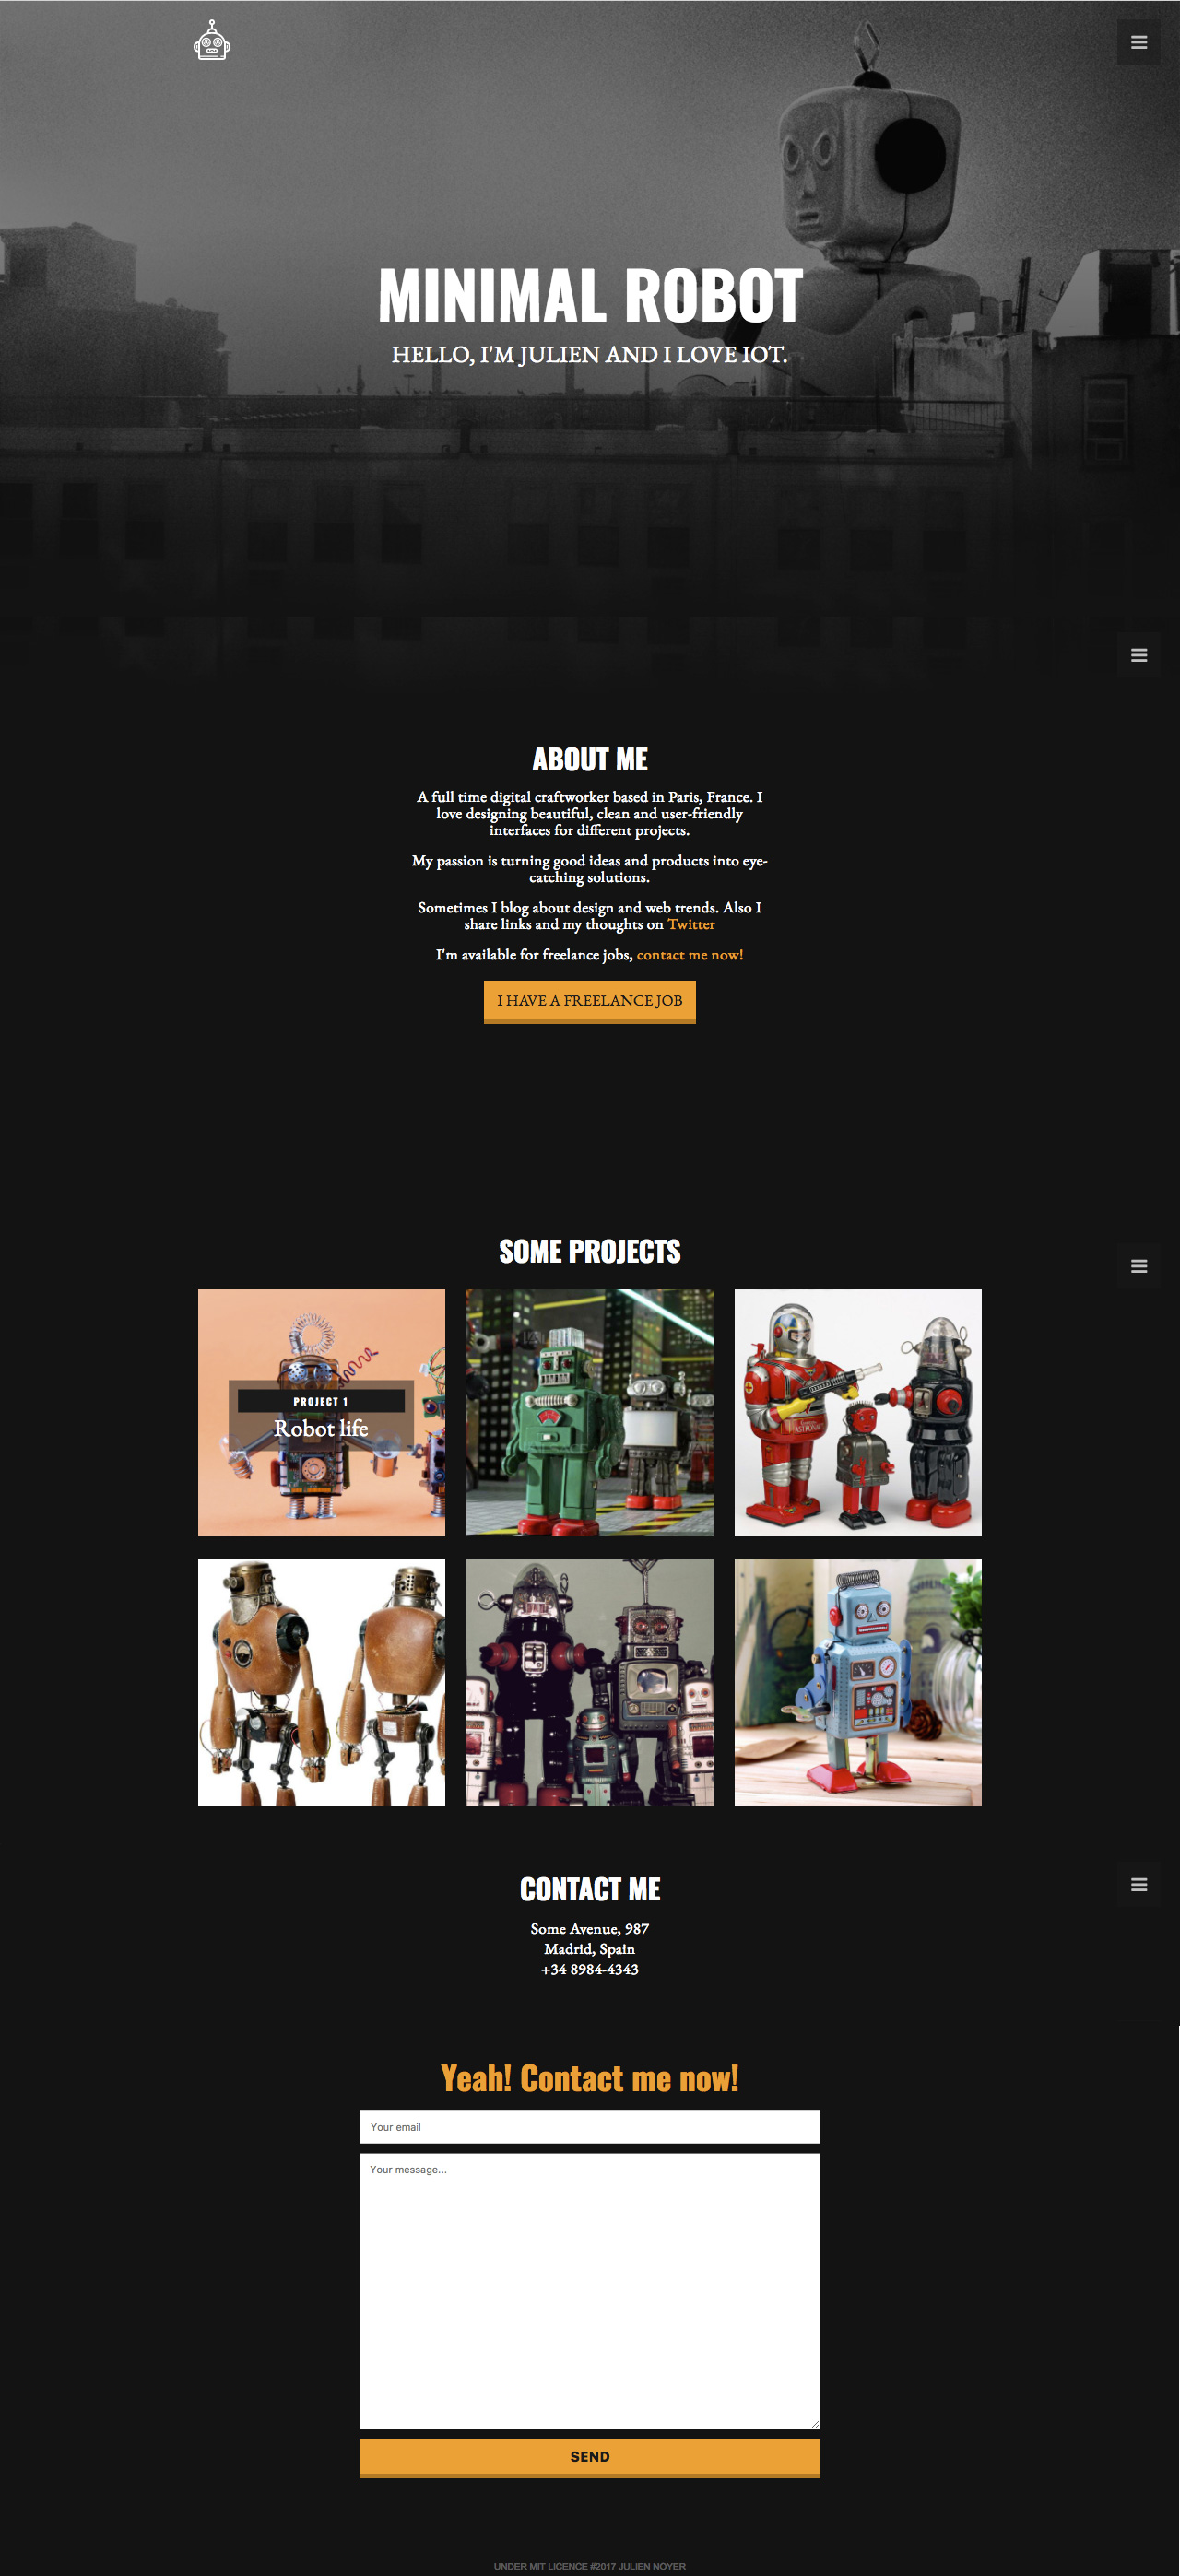 MINIMAL ROBOT
HELLO, I'M JULIEN AND I LOVE IOT.
ABOUT ME
A full time digital craftworker based in Paris, France. I
love designing beautiful, clean and user-friendly
interfaces for different projects.
My passion is turning good ideas and products into eye-
catching solutions.
Sometimes I blog about design and web trends. Also I
share links and my thoughts on Twitter
I'm available for freelance jobs, contact me now!
I HAVE A FREELANCE JOB
SOME PROJECTS
PROJECT 1
Robot life
CONTACT ME
Some Avenue, 987
Madrid, Spain
+34 8984-4343
Yeah! Contact me now!
Your email
Your message...
SEND
UNDER MIT LICENCE #2017 JULIEN NOYER